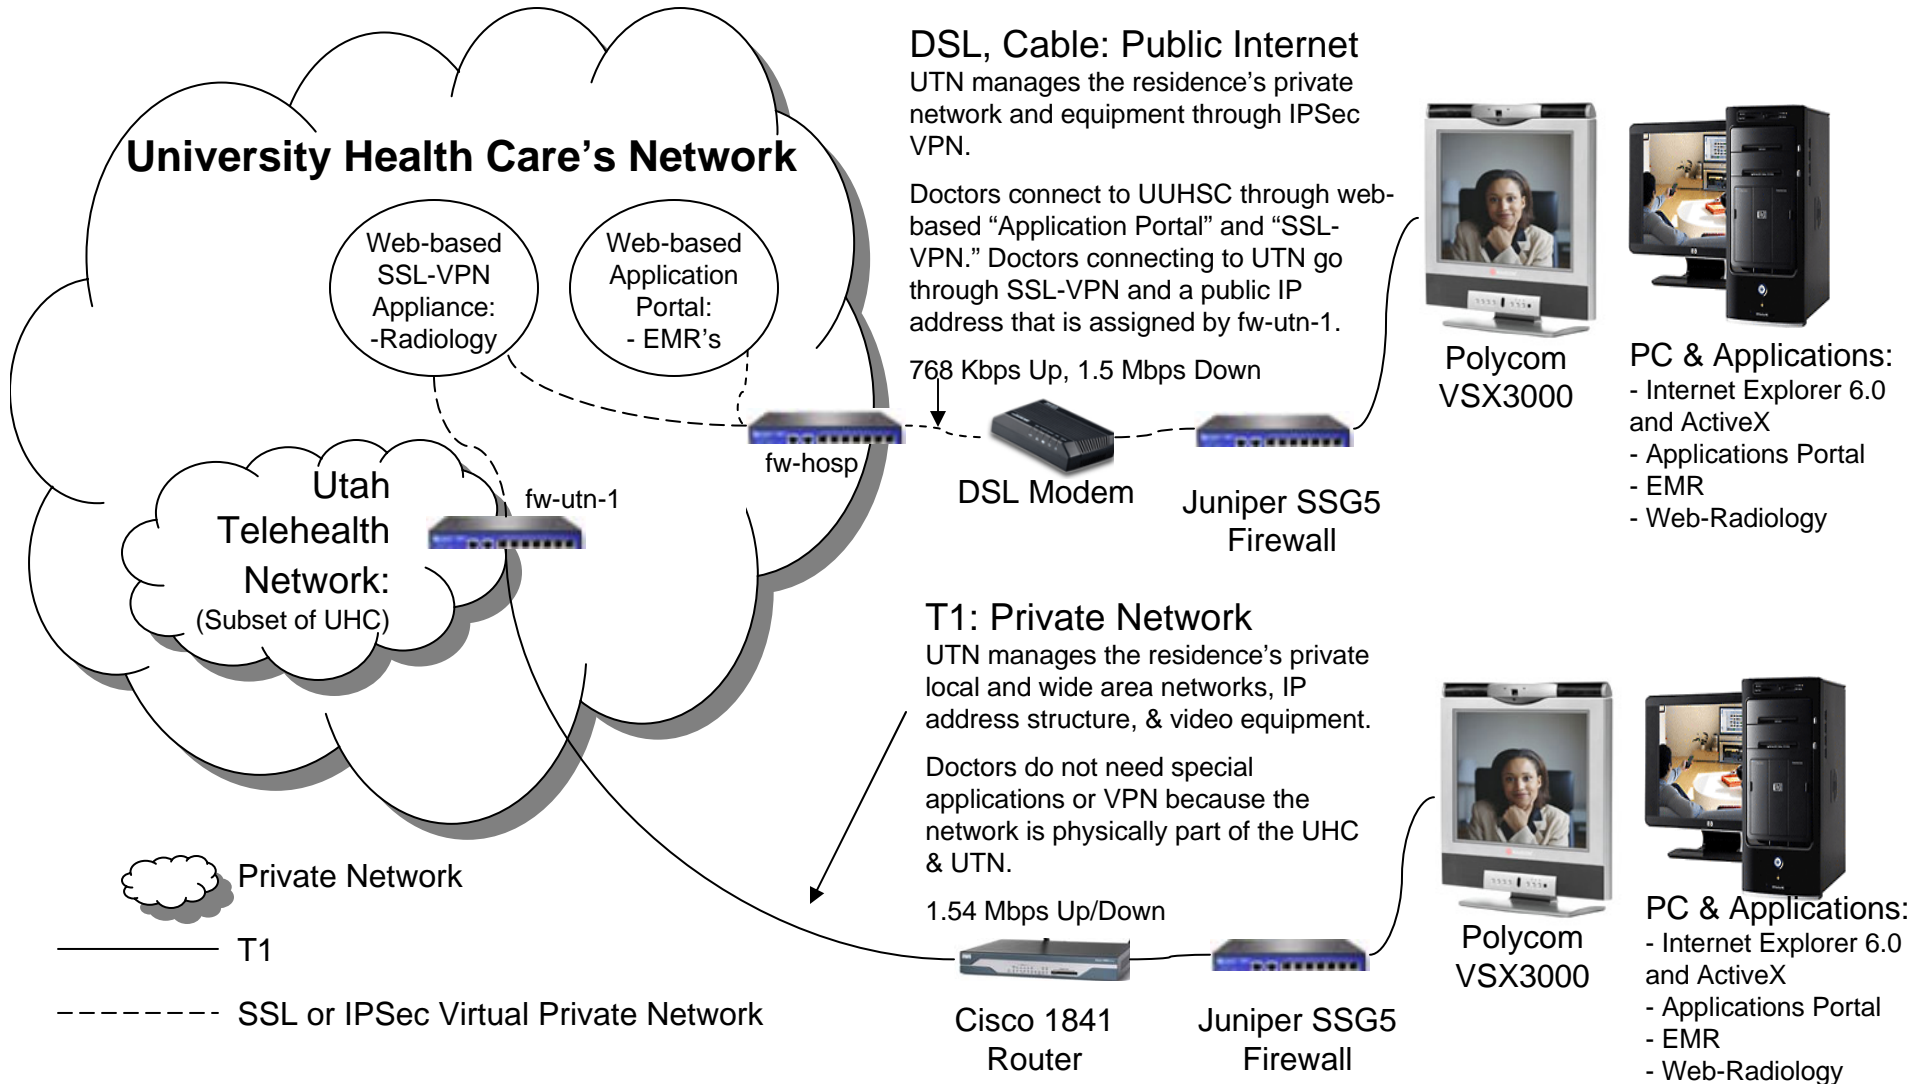 University Health Care’s Network
Web-based
SSL-VPN
Appliance:
-Radiology
Web-based
Application
Portal:
- EMR’s
Utah
Telehealth
Network:
(Subset of UHC)
fw-utn-1
fw-hosp
DSL, Cable: Public Internet
UTN manages the residence’s private
network and equipment through IPSec
VPN.
Doctors connect to UUHSC through web-
based “Application Portal” and “SSL-
VPN.” Doctors connecting to UTN go
through SSL-VPN and a public IP
address that is assigned by fw-utn-1.
768 Kbps Up, 1.5 Mbps Down
DSL Modem
Juniper SSG5
Firewall
Polycom
VSX3000
PC & Applications:
- Internet Explorer 6.0
and ActiveX
- Applications Portal
- EMR
- Web-Radiology
T1: Private Network
UTN manages the residence’s private
local and wide area networks, IP
address structure, & video equipment.
Doctors do not need special
applications or VPN because the
network is physically part of the UHC
& UTN.
1.54 Mbps Up/Down
Cisco 1841
Router
Juniper SSG5
Firewall
Polycom
VSX3000
PC & Applications:
- Internet Explorer 6.0
and ActiveX
- Applications Portal
- EMR
- Web-Radiology
Private Network
T1
SSL or IPSec Virtual Private Network